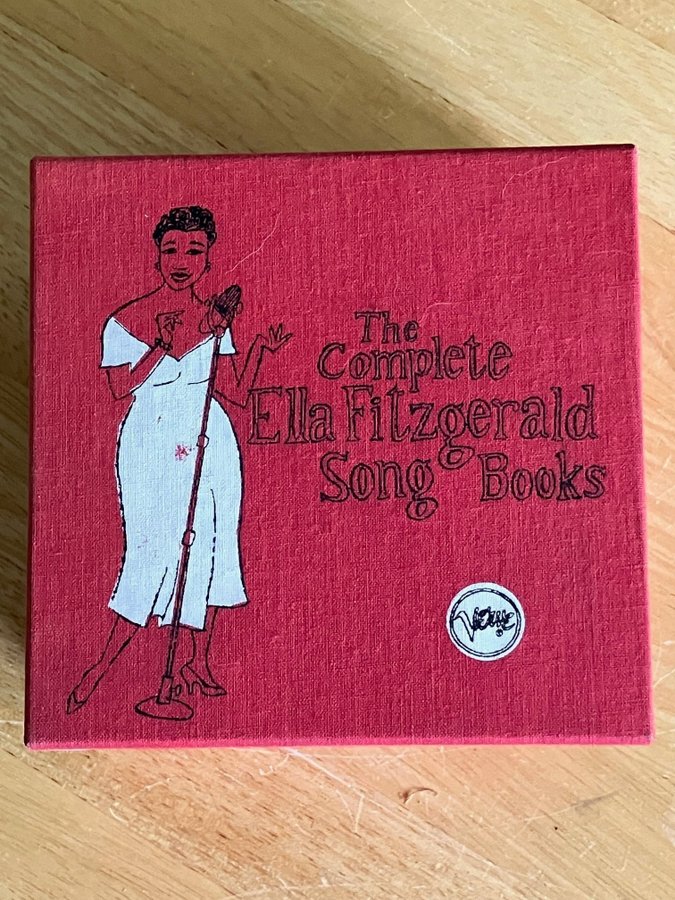 The
Complete
Ella Fitzgerald
Song Books
Verve